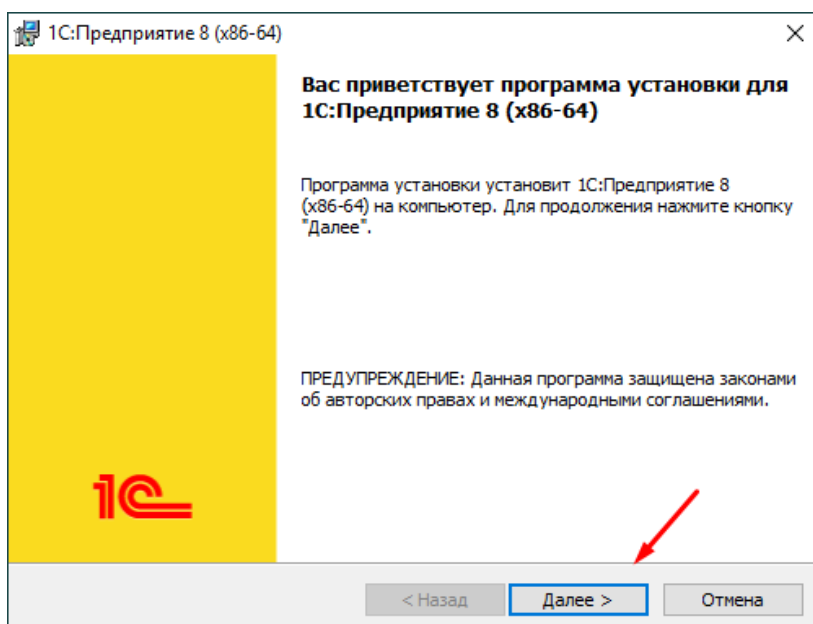 1С:Предприятие 8 (x86-64)
Вас приветствует программа установки для
1С:Предприятие 8 (x86-64)
Программа установки установит 1С:Предприятие 8
(x86-64) на компьютер. Для продолжения нажмите кнопку
"Далее".
ПРЕДУПРЕЖДЕНИЕ: Данная программа защищена законами
об авторских правах и международными соглашениями.
1С
< Назад
Далее >
Отмена